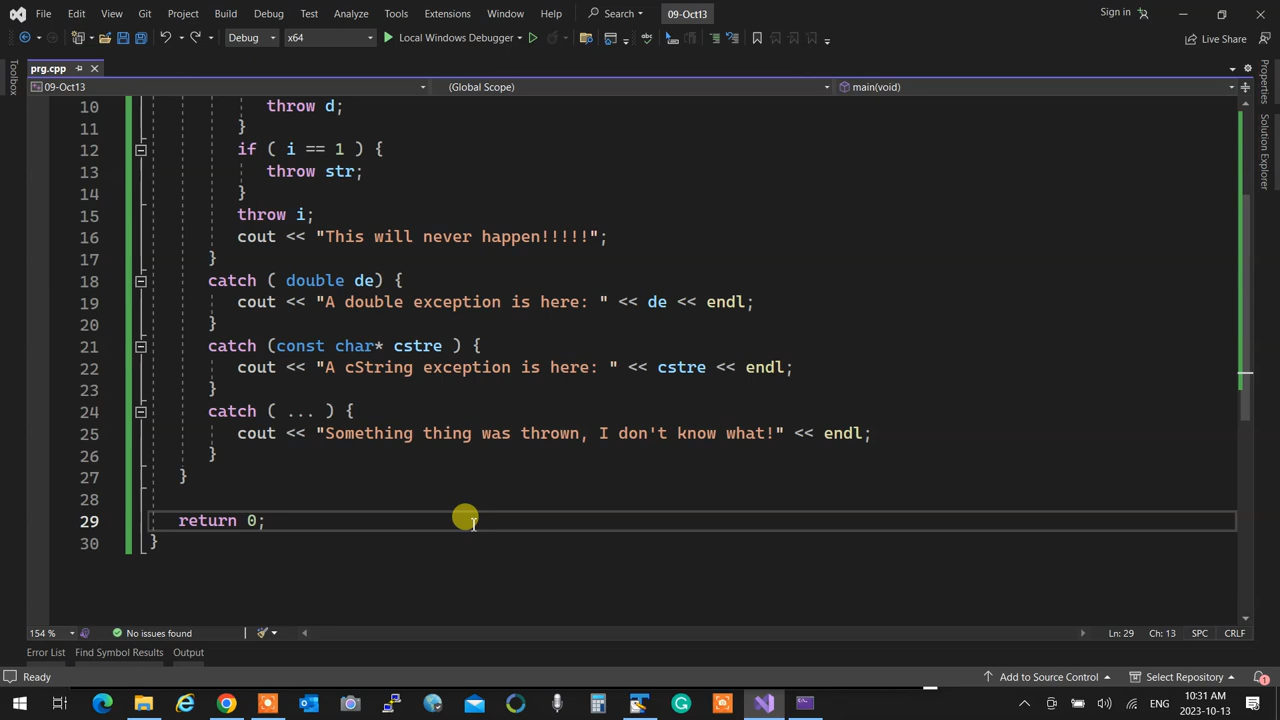 File Edit View Git Project Build Debug Test Analyze Tools Extensions Window Help Search 09-Oct13 Sign in
Debug x64 Local Windows Debugger Live Share
prg.cpp
09-Oct13 (Global Scope) main(void)
Toolbox
Properties
Solution Explorer
10 throw d;
11 }
12 if ( i == 1 ) {
13 throw str;
14 }
15 throw i;
16 cout << "This will never happen!!!!!";
17 }
18 catch ( double de) {
19 cout << "A double exception is here: " << de << endl;
20 }
21 catch (const char* cstre ) {
22 cout << "A cString exception is here: " << cstre << endl;
23 }
24 catch ( ... ) {
25 cout << "Something thing was thrown, I don't know what!" << endl;
26 }
27 }
28
29 return 0;
30 }
154 % No issues found Ln: 29 Ch: 13 SPC CRLF
Error List Find Symbol Results Output
Ready Add to Source Control Select Repository 1
10:31 AM
ENG
2023-10-13